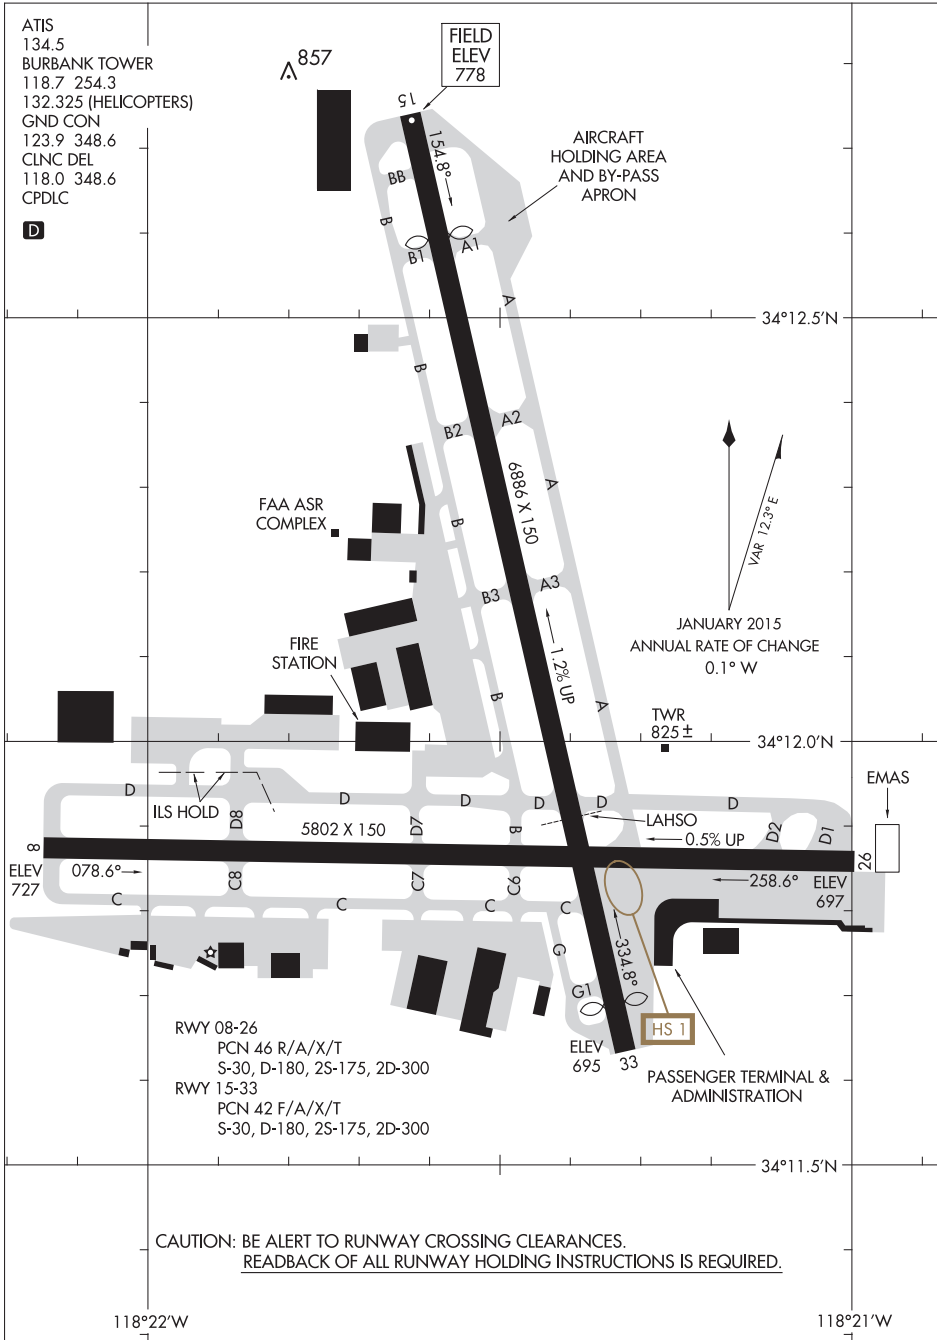 ATIS
134.5
BURBANK TOWER
118.7 254.3
132.325 (HELICOPTERS)
GND CON
123.9 348.6
CLNC DEL
118.0 348.6
CPDLC
D
857
FIELD
ELEV
778
15
154.8°
AIRCRAFT
HOLDING AREA
AND BY-PASS
APRON
BB
B
B1
A1
A
34°12.5'N
B
B2
A2
6886 X 150
A
VAR 12.3° E
FAA ASR
COMPLEX
B
B3
A3
JANUARY 2015
ANNUAL RATE OF CHANGE
0.1° W
FIRE
STATION
1.2% UP
B
A
TWR
825±
34°12.0'N
EMAS
ILS HOLD
D
D
D
D
D
D
D8
D7
B
LAHSO
D2
D1
5802 X 150
0.5% UP
8
26
ELEV
727
078.6°
C8
C7
C9
258.6°
ELEV
697
C
C
C
C
G
334.8°
G1
HS 1
ELEV
695
33
RWY 08-26
PCN 46 R/A/X/T
S-30, D-180, 2S-175, 2D-300
RWY 15-33
PCN 42 F/A/X/T
S-30, D-180, 2S-175, 2D-300
PASSENGER TERMINAL &
ADMINISTRATION
34°11.5'N
CAUTION: BE ALERT TO RUNWAY CROSSING CLEARANCES.
READBACK OF ALL RUNWAY HOLDING INSTRUCTIONS IS REQUIRED.
118°22'W
118°21'W